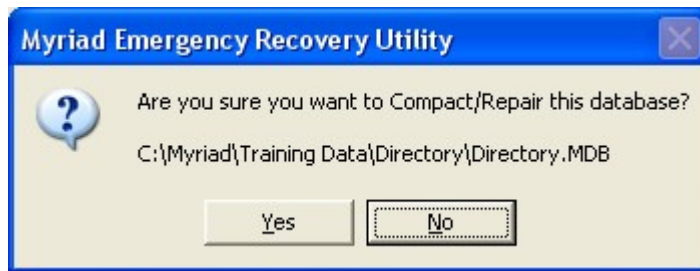 Myriad Emergency Recovery Utility
Are you sure you want to Compact/Repair this database?
C:\Myriad\Training Data\Directory\Directory.MDB
Yes No